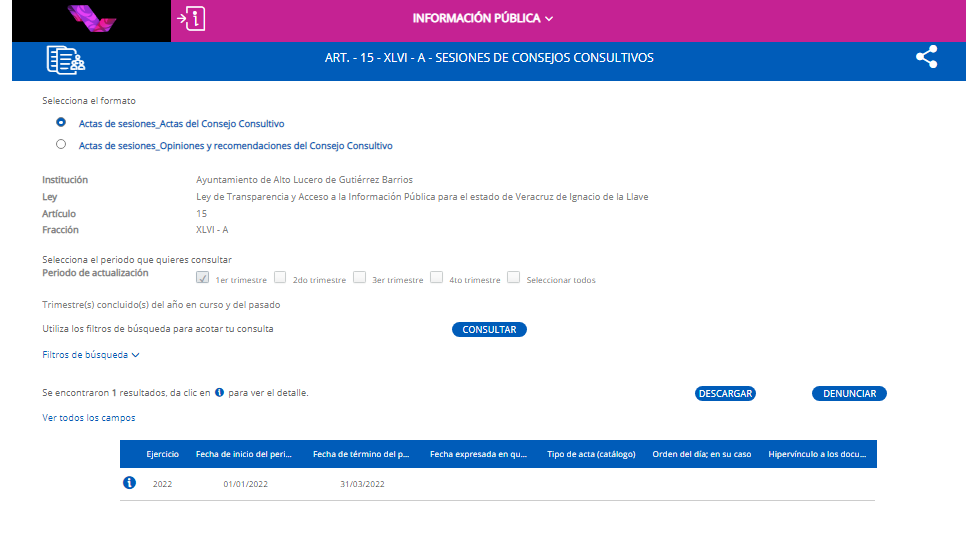 INFORMACIÓN PÚBLICA
ART. - 15 - XLVI - A - SESIONES DE CONSEJOS CONSULTIVOS
Selecciona el formato
Actas de sesiones_Actas del Consejo Consultivo
Actas de sesiones_Opiniones y recomendaciones del Consejo Consultivo
Institución Ayuntamiento de Alto Lucero de Gutiérrez Barrios
Ley Ley de Transparencia y Acceso a la Información Pública para el estado de Veracruz de Ignacio de la Llave
Artículo 15
Fracción XLVI - A
Selecciona el periodo que quieres consultar
Periodo de actualización 1er trimestre 2do trimestre 3er trimestre 4to trimestre Seleccionar todos
Trimestre(s) concluido(s) del año en curso y del pasado
Utiliza los filtros de búsqueda para acotar tu consulta CONSULTAR
Filtros de búsqueda
Se encontraron 1 resultados, da clic en i para ver el detalle. DESCARGAR DENUNCIAR
Ver todos los campos
Ejercicio Fecha de inicio del peri... Fecha de término del p... Fecha expresada en qu... Tipo de acta (catálogo) Orden del día; en su caso Hipervínculo a los docu...
i 2022 01/01/2022 31/03/2022